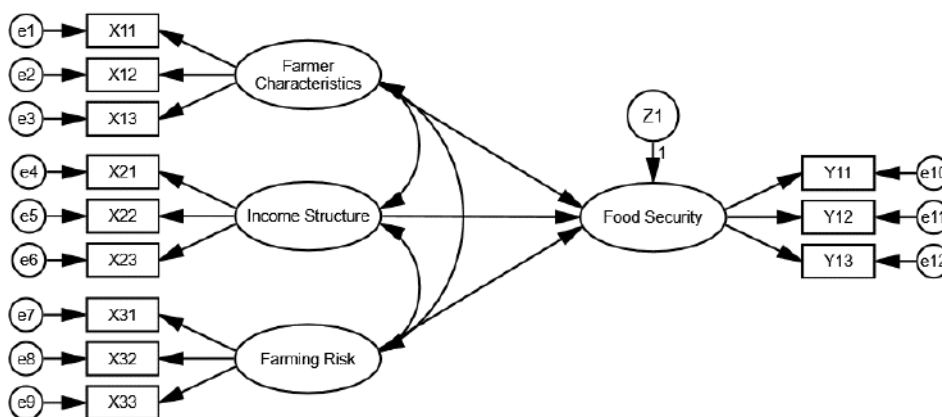 e1
X11
e2
X12
e3
X13
Farmer
Characteristics
Z1
1
e4
X21
e5
X22
e6
X23
Income Structure
Food Security
Y11
e10
Y12
e11
Y13
e12
e7
X31
e8
X32
e9
X33
Farming Risk